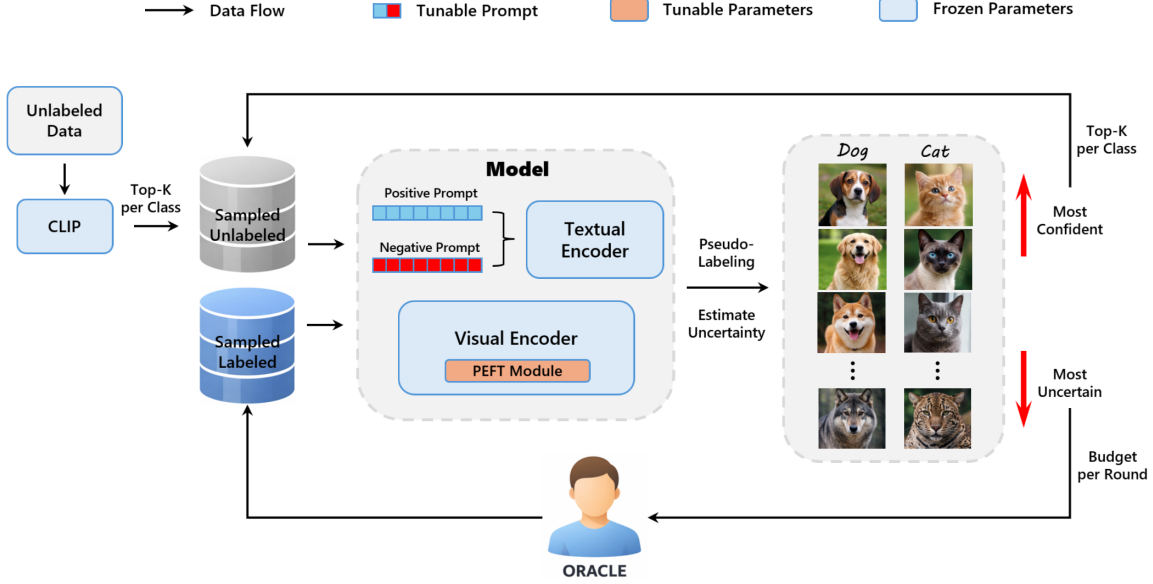 Data Flow
Tunable Prompt
Tunable Parameters
Frozen Parameters
Unlabeled
Data
CLIP
Top-K
per Class
Sampled
Unlabeled
Sampled
Labeled
Model
Positive Prompt
Negative Prompt
Textual
Encoder
Visual Encoder
PEFT Module
Pseudo-
Labeling
Estimate
Uncertainty
Dog
Cat
Top-K
per Class
Most
Confident
Most
Uncertain
Budget
per Round
ORACLE